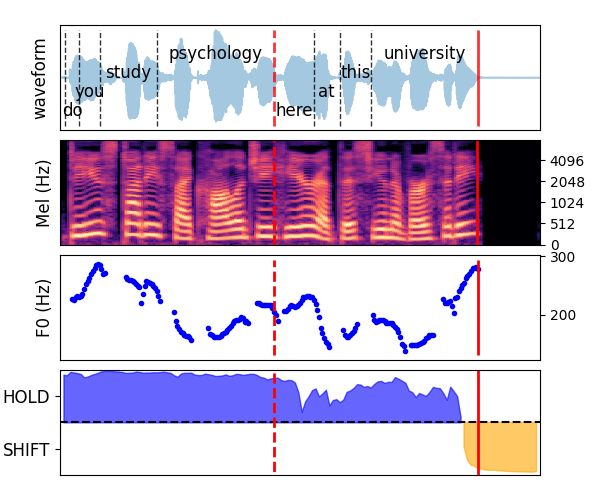 waveform
psychology
university
study
this
you
at
do
here
Mel (Hz)
4096
2048
1024
512
0
F0 (Hz)
300
200
HOLD
SHIFT